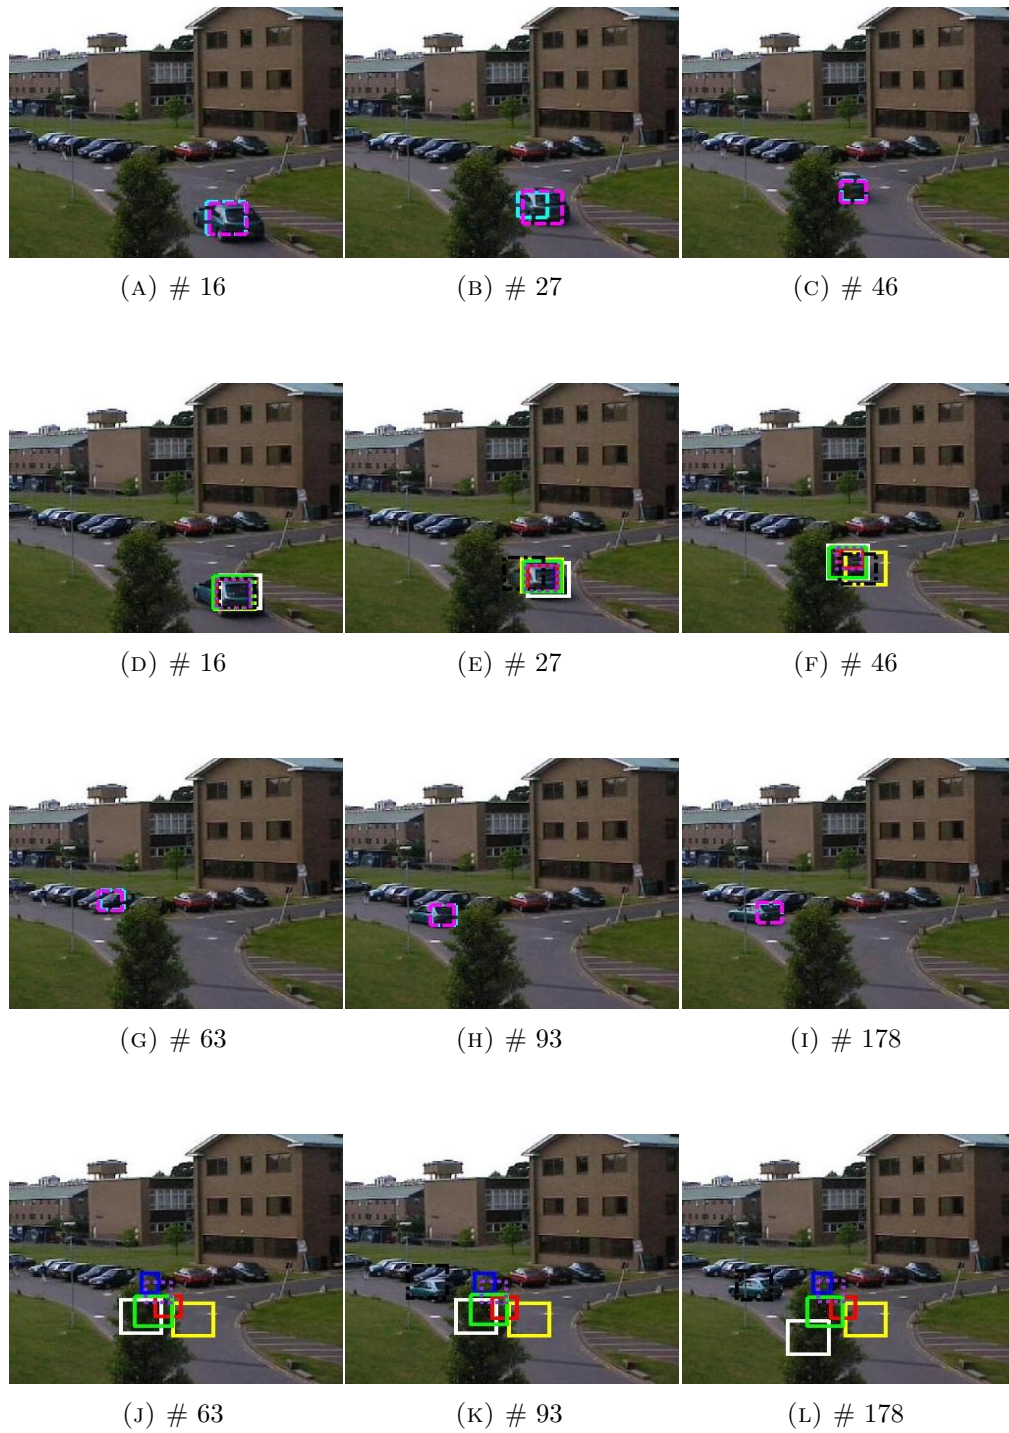 (A) # 16 (B) # 27 (C) # 46
(D) # 16 (E) # 27 (F) # 46
(G) # 63 (H) # 93 (I) # 178
(J) # 63 (K) # 93 (L) # 178